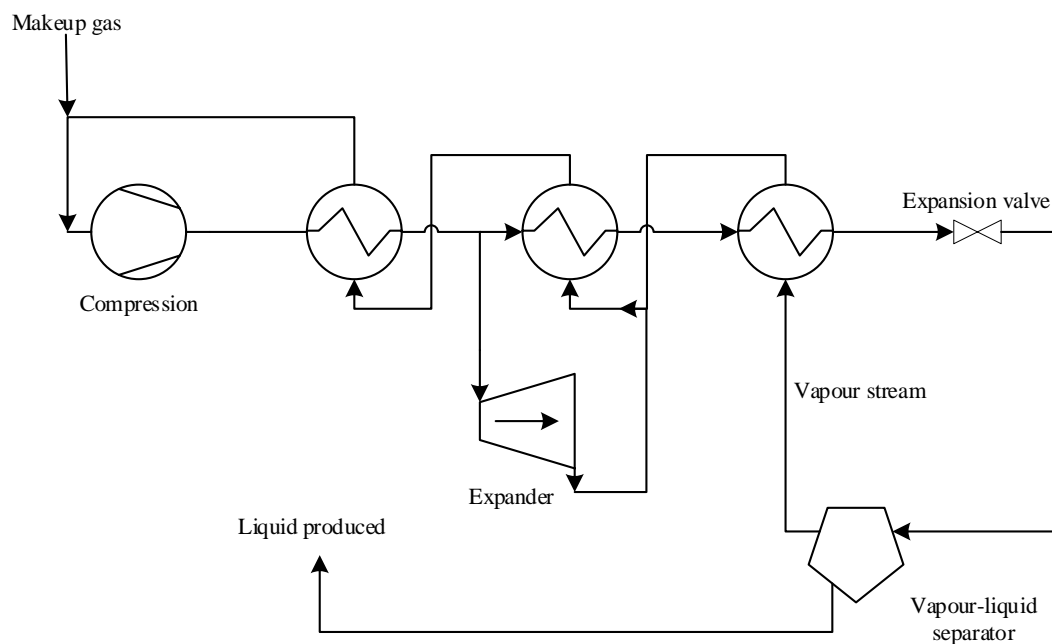 Makeup gas
Expansion valve
Compression
Vapour stream
Expander
Liquid produced
Vapour-liquid
separator